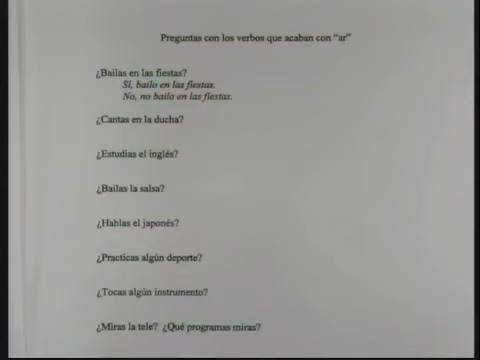 Preguntas con los verbos que acaban con “ar”
¿Bailas en las fiestas?
Sí, bailo en las fiestas.
No, no bailo en las fiestas.
¿Cantas en la ducha?
¿Estudias el inglés?
¿Bailas la salsa?
¿Hablas el japonés?
¿Practicas algún deporte?
¿Tocas algún instrumento?
¿Miras la tele? ¿Qué programas miras?